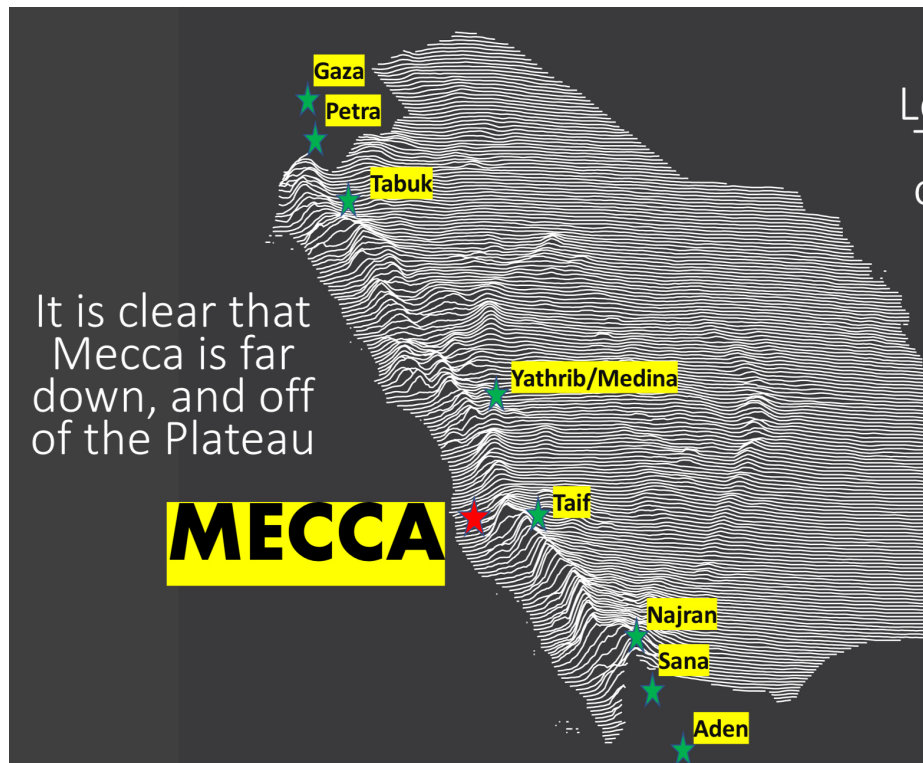 Gaza
Petra
Tabuk
It is clear that
Mecca is far
down, and off
of the Plateau
Yathrib/Medina
MECCA
Taif
Najran
Sana
Aden